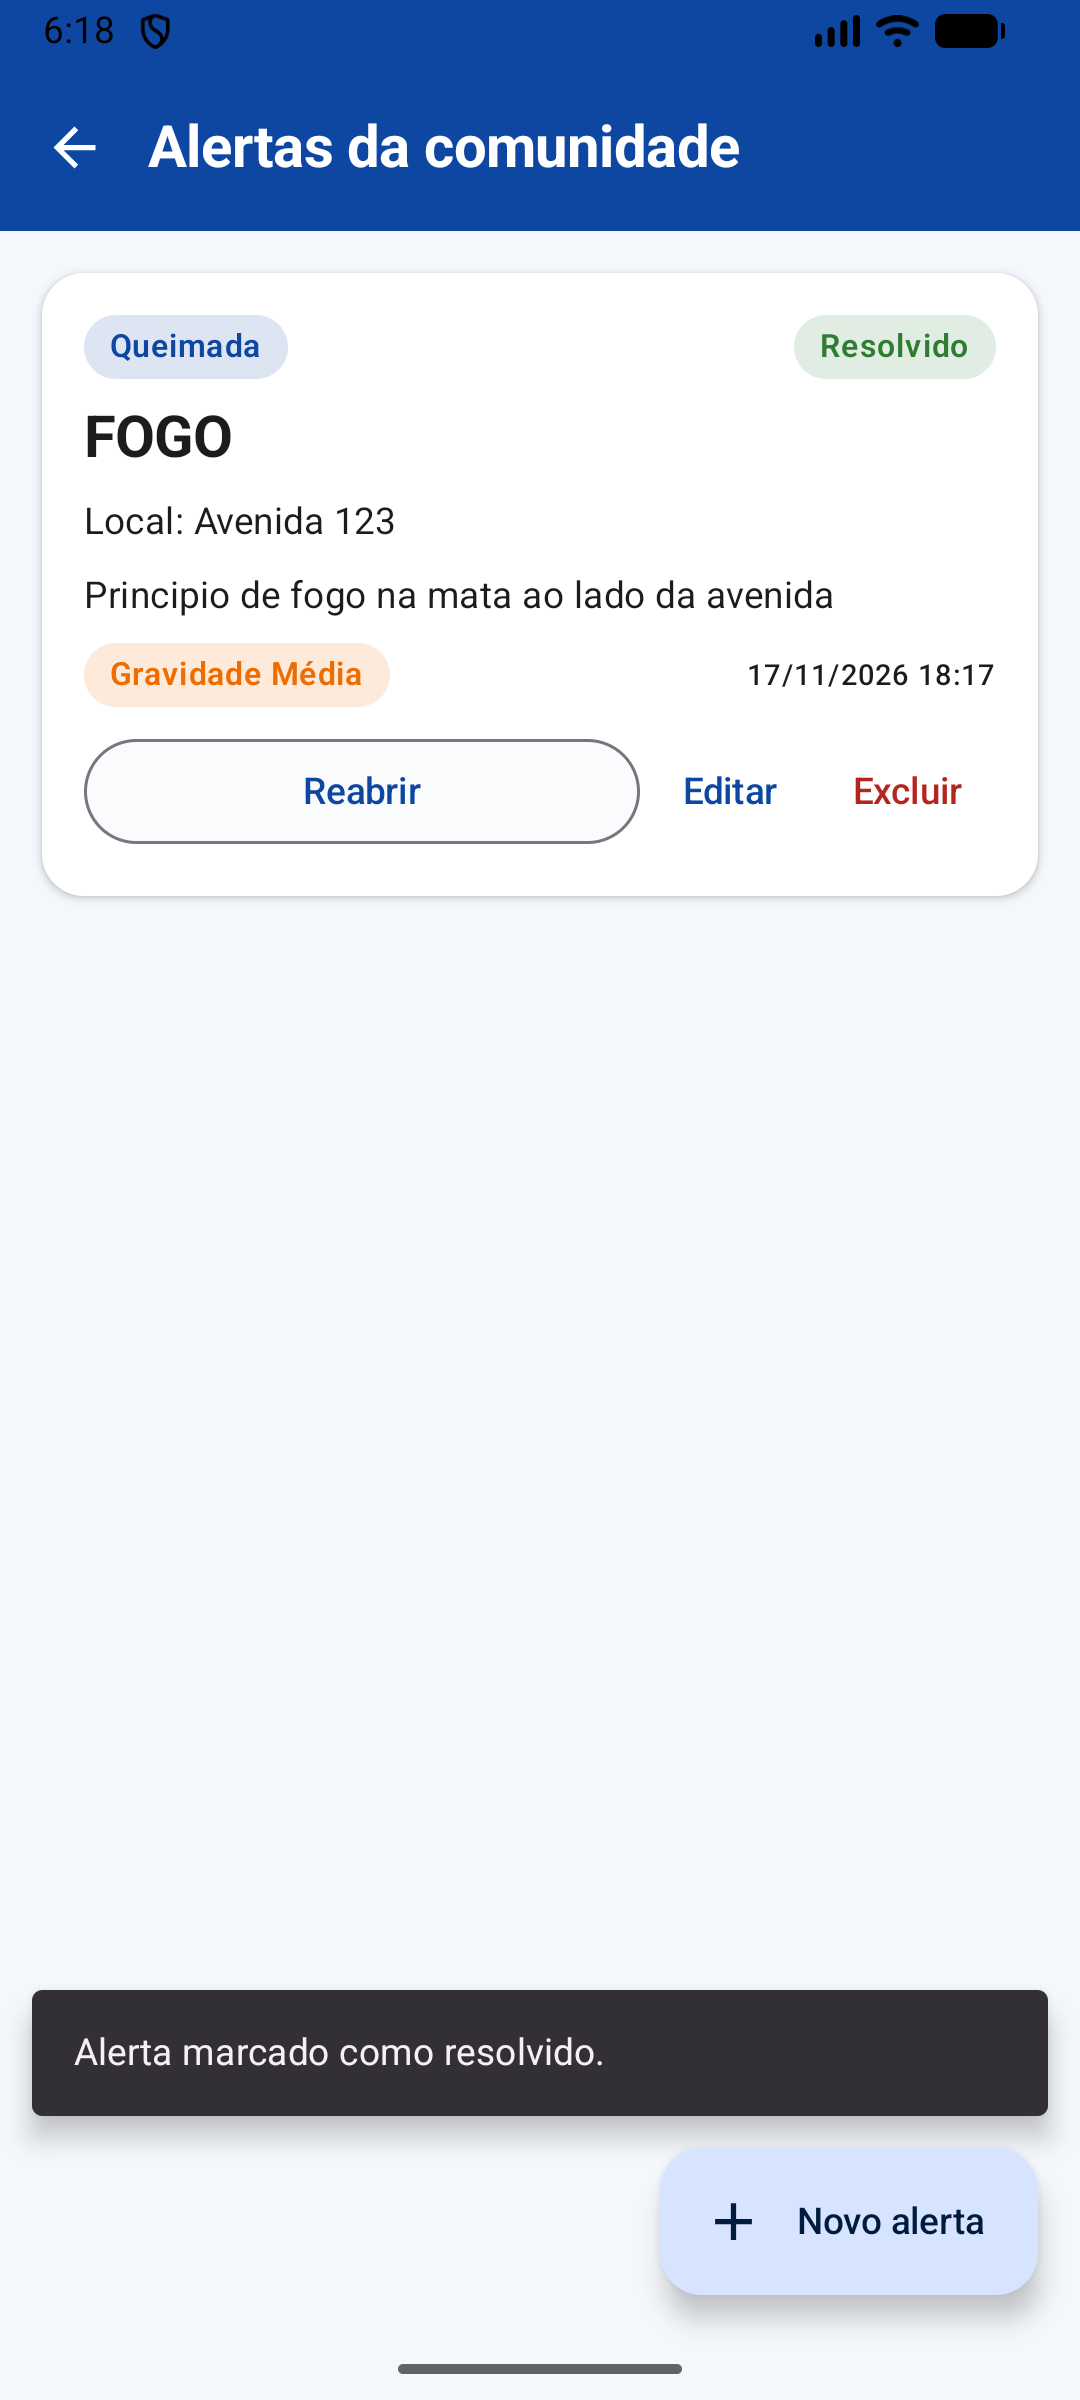 6:18
Alertas da comunidade
Queimada
Resolvido
FOGO
Local: Avenida 123
Principio de fogo na mata ao lado da avenida
Gravidade Média
17/11/2026 18:17
Reabrir
Editar
Excluir
Alerta marcado como resolvido.
Novo alerta